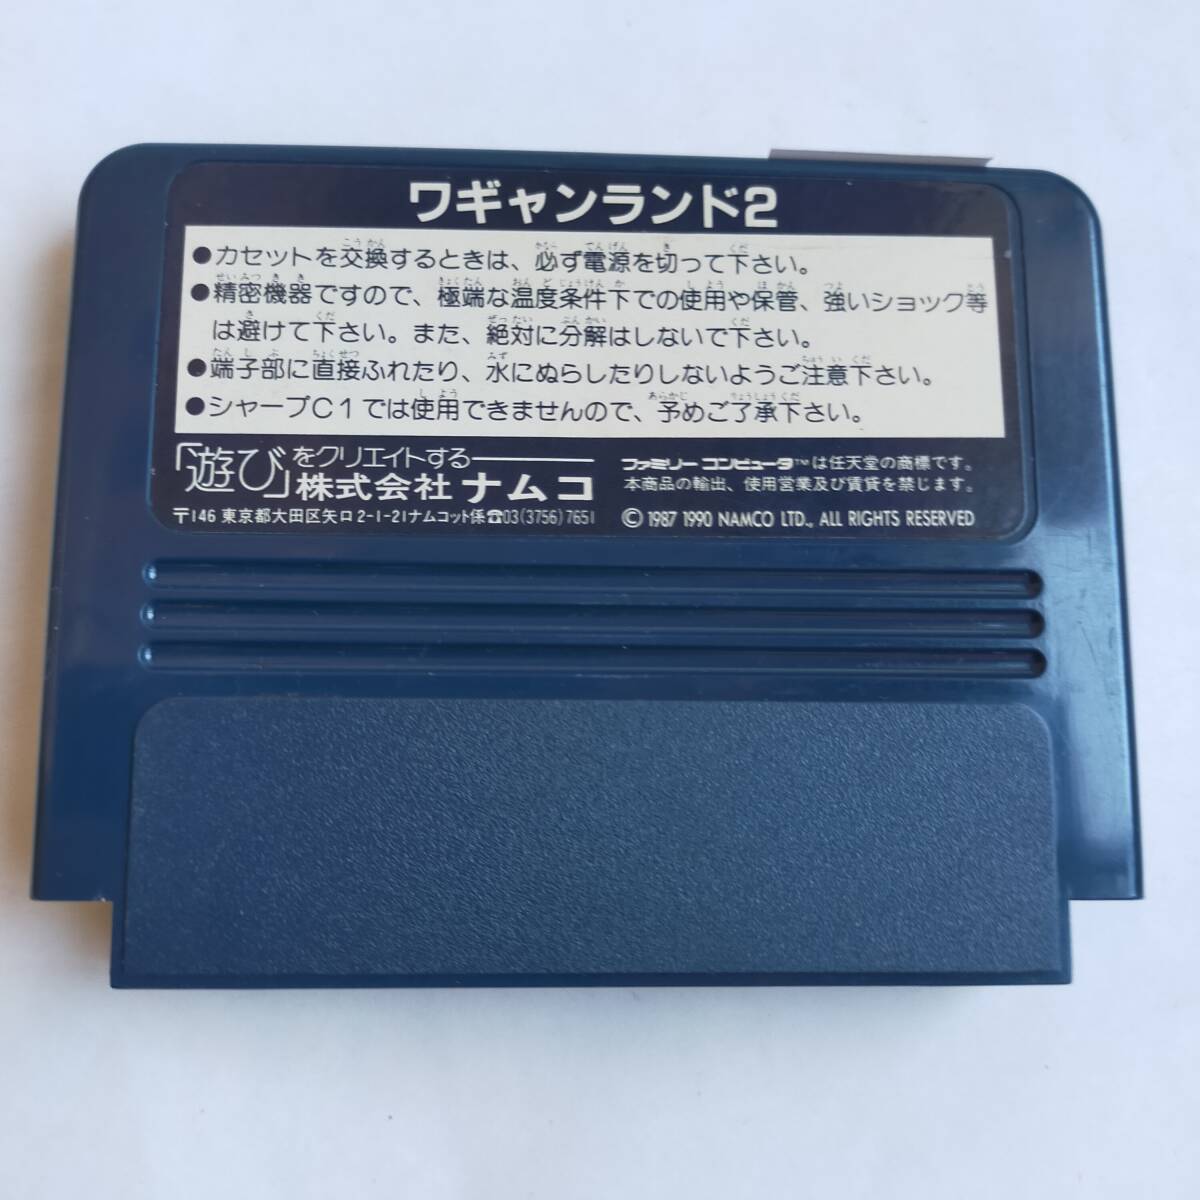 ワギャンランド2
●カセットを交換するときは、必ず電源を切って下さい。
●精密機器ですので、極端な温度条件下での使用や保管、強いショック等
は避けて下さい。また、絶対に分解はしないで下さい。
●端子部に直接ふれたり、水にぬらしたりしないようご注意下さい。
●シャープC1では使用できませんので、予めご了承下さい。
「遊び」をクリエイトする
株式会社 ナムコ
〒146 東京都大田区矢口2-1-21ナムコット係☎03(3756)7651
ファミリーコンピュータ™は任天堂の商標です。
本商品の輸出、使用営業及び賃貸を禁じます。
© 1987 1990 NAMCO LTD., ALL RIGHTS RESERVED